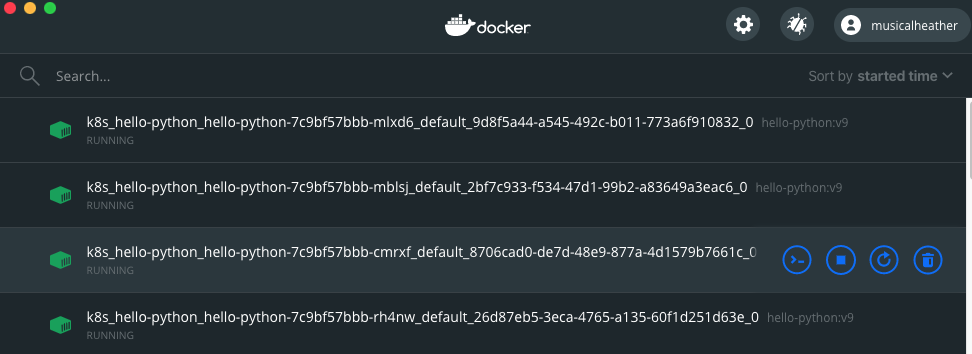 docker
musicalheather
Search...
Sort by started time
k8s_hello-python_hello-python-7c9bf57bbb-mlxd6_default_9d8f5a44-a545-492c-b011-773a6f910832_0 hello-python:v9
RUNNING
k8s_hello-python_hello-python-7c9bf57bbb-mblsj_default_2bf7c933-f534-47d1-99b2-a83649a3eac6_0 hello-python:v9
RUNNING
k8s_hello-python_hello-python-7c9bf57bbb-cmrxf_default_8706cad0-de7d-48e9-877a-4d1579b7661c_0
RUNNING
k8s_hello-python_hello-python-7c9bf57bbb-rh4nw_default_26d87eb5-3eca-4765-a135-60f1d251d63e_0 hello-python:v9
RUNNING